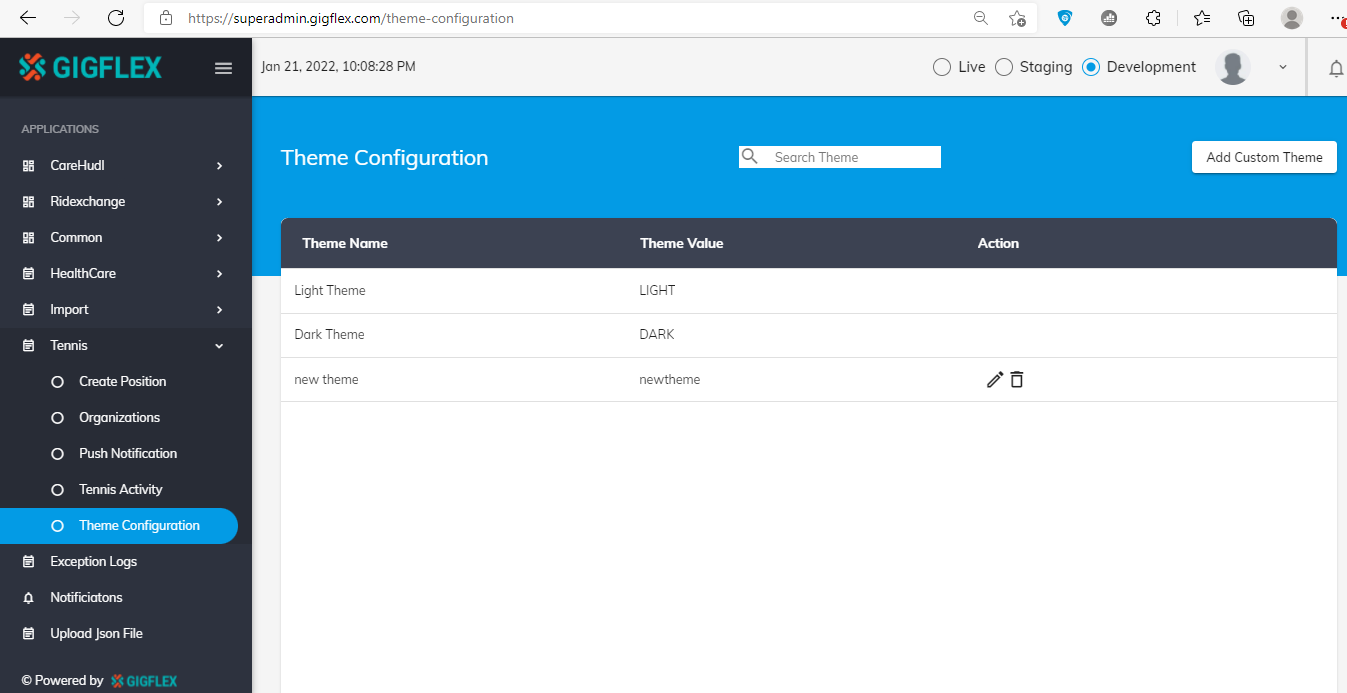 https://superadmin.gigflex.com/theme-configuration
GIGFLEX
Jan 21, 2022, 10:08:28 PM
Live Staging Development
APPLICATIONS
CareHudl
Ridexchange
Common
HealthCare
Import
Tennis
Create Position
Organizations
Push Notification
Tennis Activity
Theme Configuration
Exception Logs
Notificiatons
Upload Json File
© Powered by GIGFLEX
Theme Configuration
Search Theme
Add Custom Theme
Theme Name Theme Value Action
Light Theme LIGHT
Dark Theme DARK
new theme newtheme